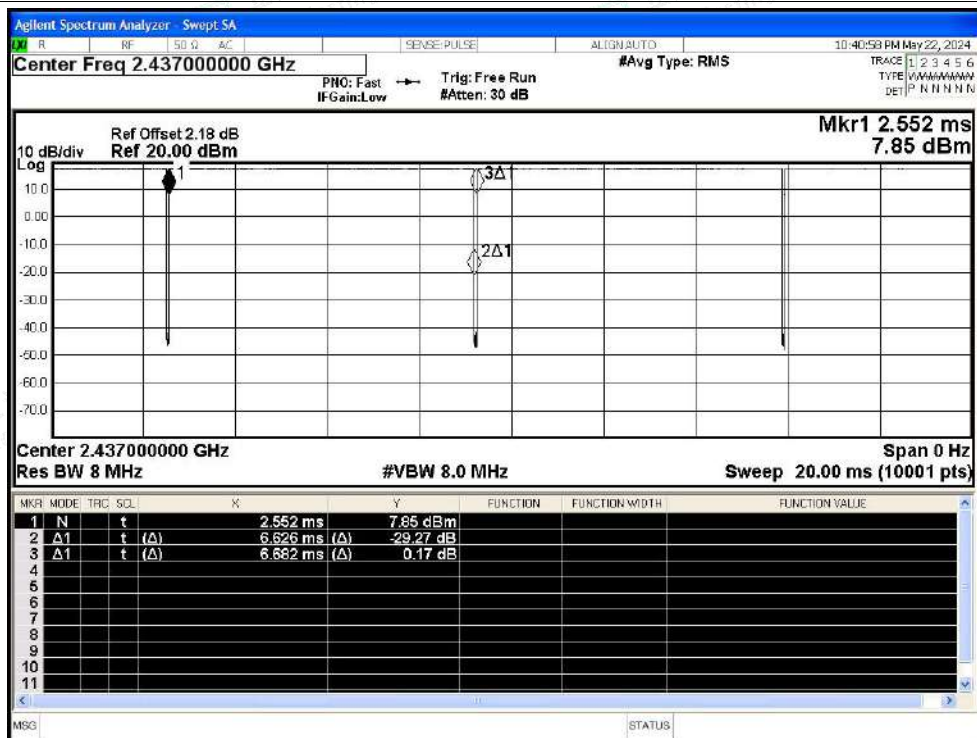 Agilent Spectrum Analyzer - Swept SA
LXI R RF 50 Ω AC SENSE:PULSE ALIGN AUTO 10:40:58 PM May 22, 2024
Center Freq 2.437000000 GHz #Avg Type: RMS TRACE 1 2 3 4 5 6
PNO: Fast Trig: Free Run TYPE
IFGain:Low #Atten: 30 dB DET P N N N N N
Mkr1 2.552 ms
Ref Offset 2.18 dB
10 dB/div Ref 20.00 dBm 7.85 dBm
Log
1 3Δ1
10.0
0.00
-10.0
2Δ1
-20.0
-30.0
-40.0
-50.0
-60.0
-70.0
Center 2.437000000 GHz Span 0 Hz
Res BW 8 MHz #VBW 8.0 MHz Sweep 20.00 ms (10001 pts)
MKR MODE TRC SCL X Y FUNCTION FUNCTION WIDTH FUNCTION VALUE
1 N t 2.552 ms 7.85 dBm
2 Δ1 t (Δ) 6.626 ms (Δ) -29.27 dB
3 Δ1 t (Δ) 6.682 ms (Δ) 0.17 dB
4
5
6
7
8
9
10
11
MSG STATUS